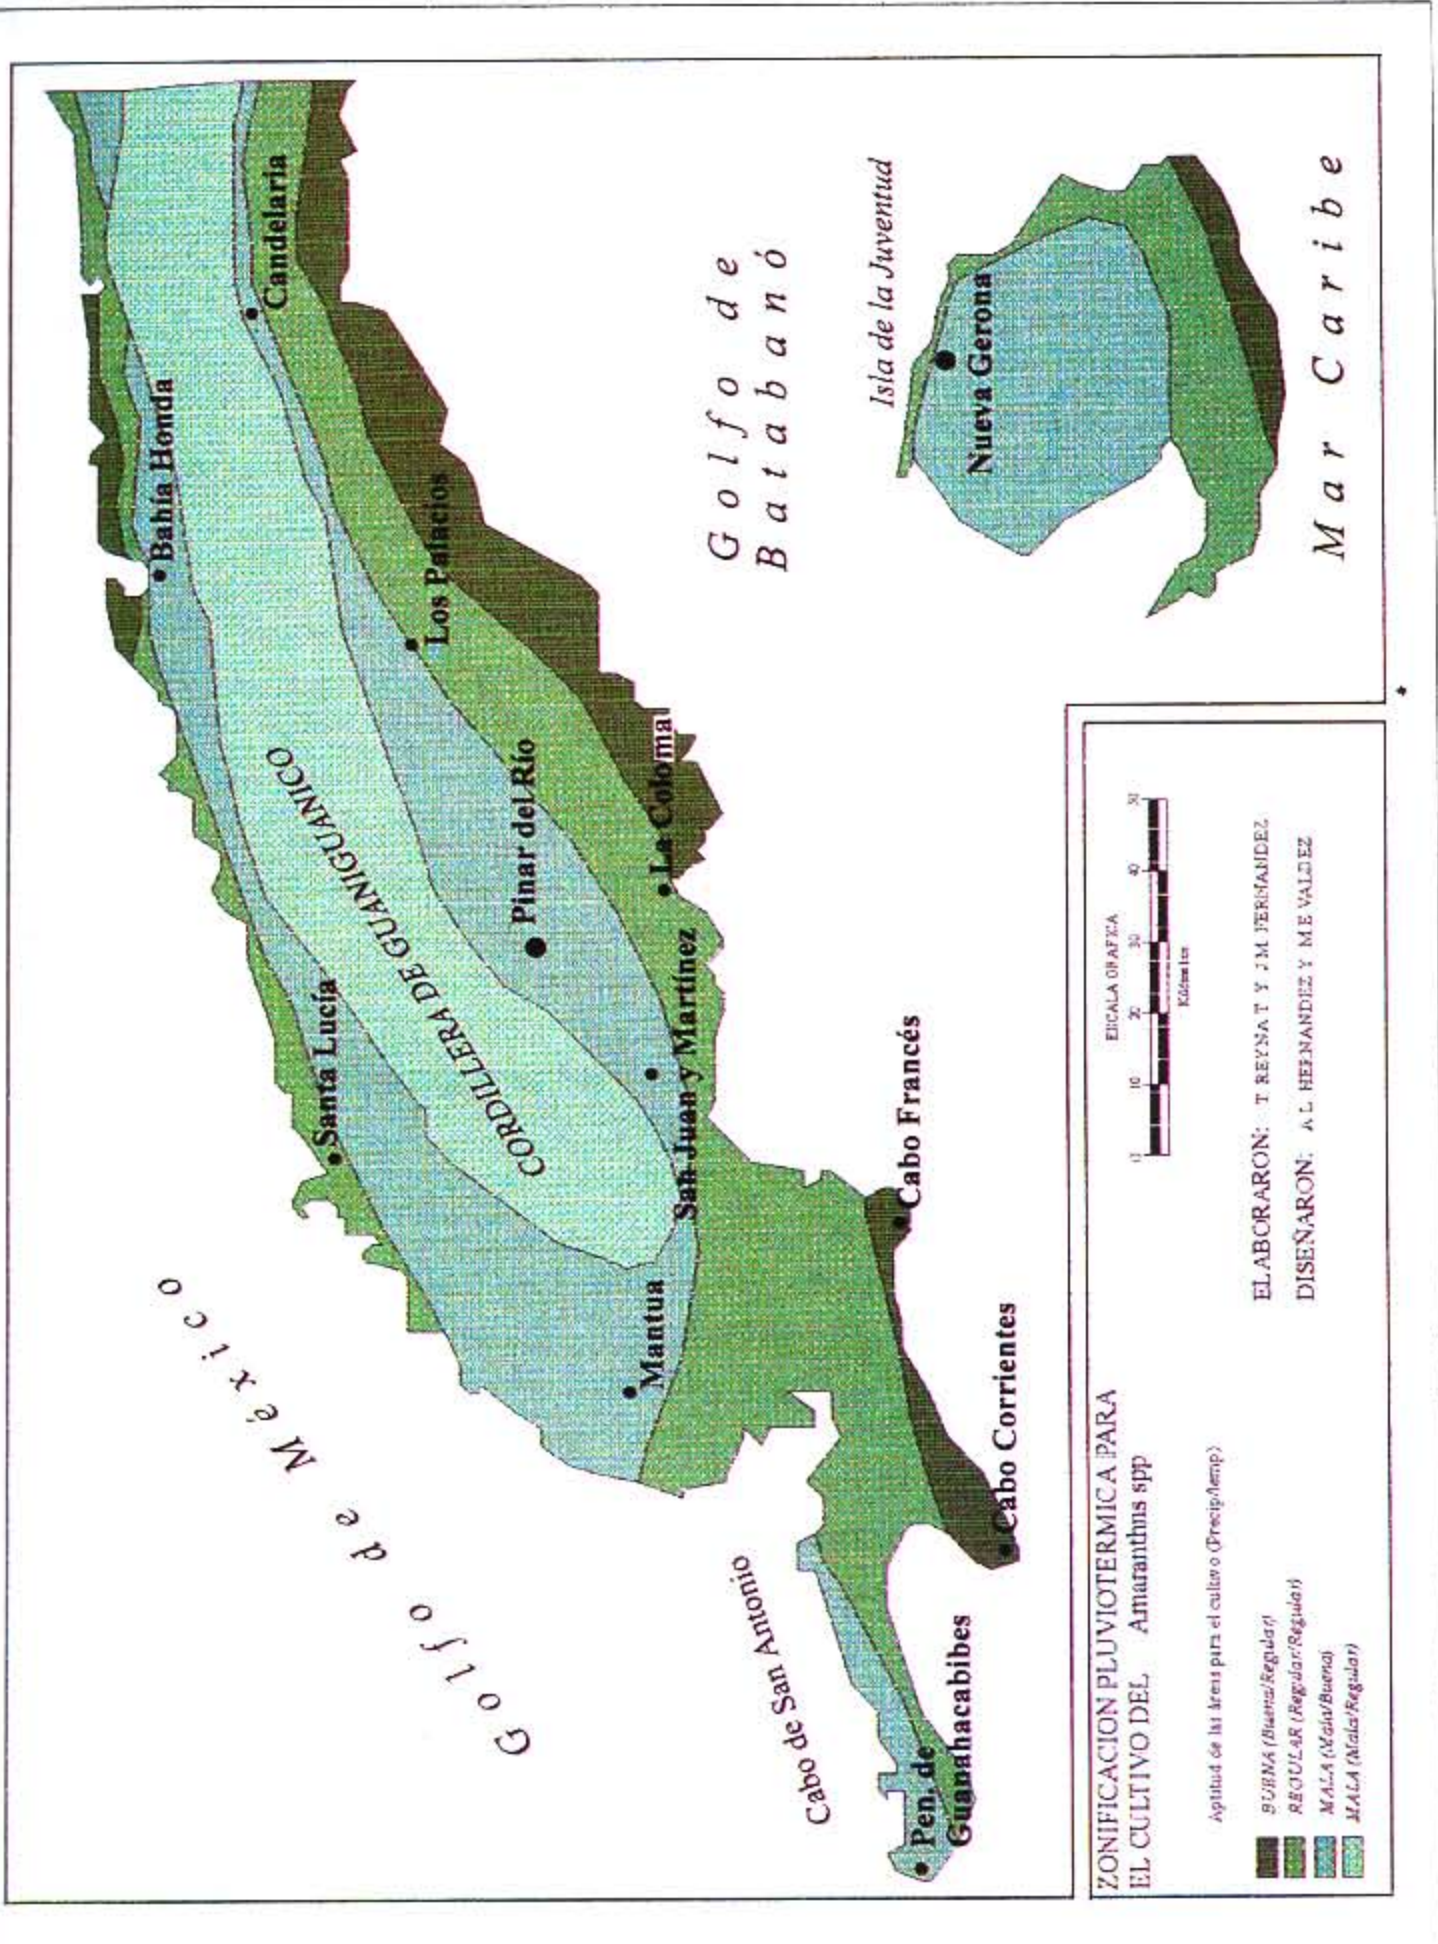 Golfo de México
Bahía Honda
Candelaria
Santa Lucía
CORDILLERA DE GUANIGUANICO
Los Palacios
Pinar del Río
La Coloma
San Juan y Martínez
Mantua
Golfo de
Batabanó
Isla de la Juventud
Nueva Gerona
Mar Caribe
Cabo Francés
Cabo Corrientes
Cabo de San Antonio
Pen. de
Guanahacabibes
ZONIFICACION PLUVIOTERMICA PARA
EL CULTIVO DEL Amaranthus spp
Aptitud de las áreas para el cultivo (Precip/temp)
BUENA (Buena/Regular)
REGULAR (Regular/Regular)
MALA (Mala/Buena)
MALA (Mala/Regular)
ESCALA GRAFICA
0 10 20 30 40 50
Kilómetros
ELABORARON: T REYNA T Y J M FERNANDEZ
DISEÑARON: A L HERNANDEZ Y M E VALDEZ